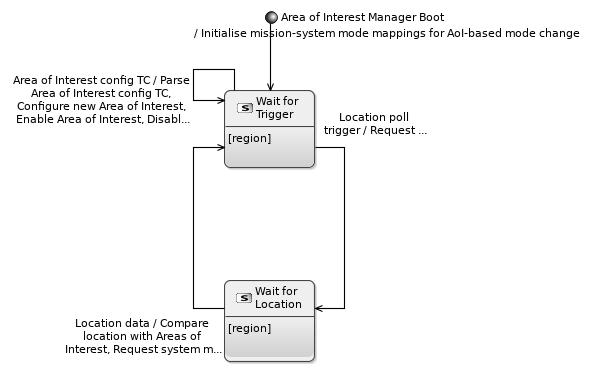 Area of Interest Manager Boot
/ Initialise mission-system mode mappings for AoI-based mode change
Area of Interest config TC / Parse
Area of Interest config TC,
Configure new Area of Interest,
Enable Area of Interest, Disabl...
S
Wait for
Trigger
[region]
Location poll
trigger / Request ...
S
Wait for
Location
[region]
Location data / Compare
location with Areas of
Interest, Request system m...